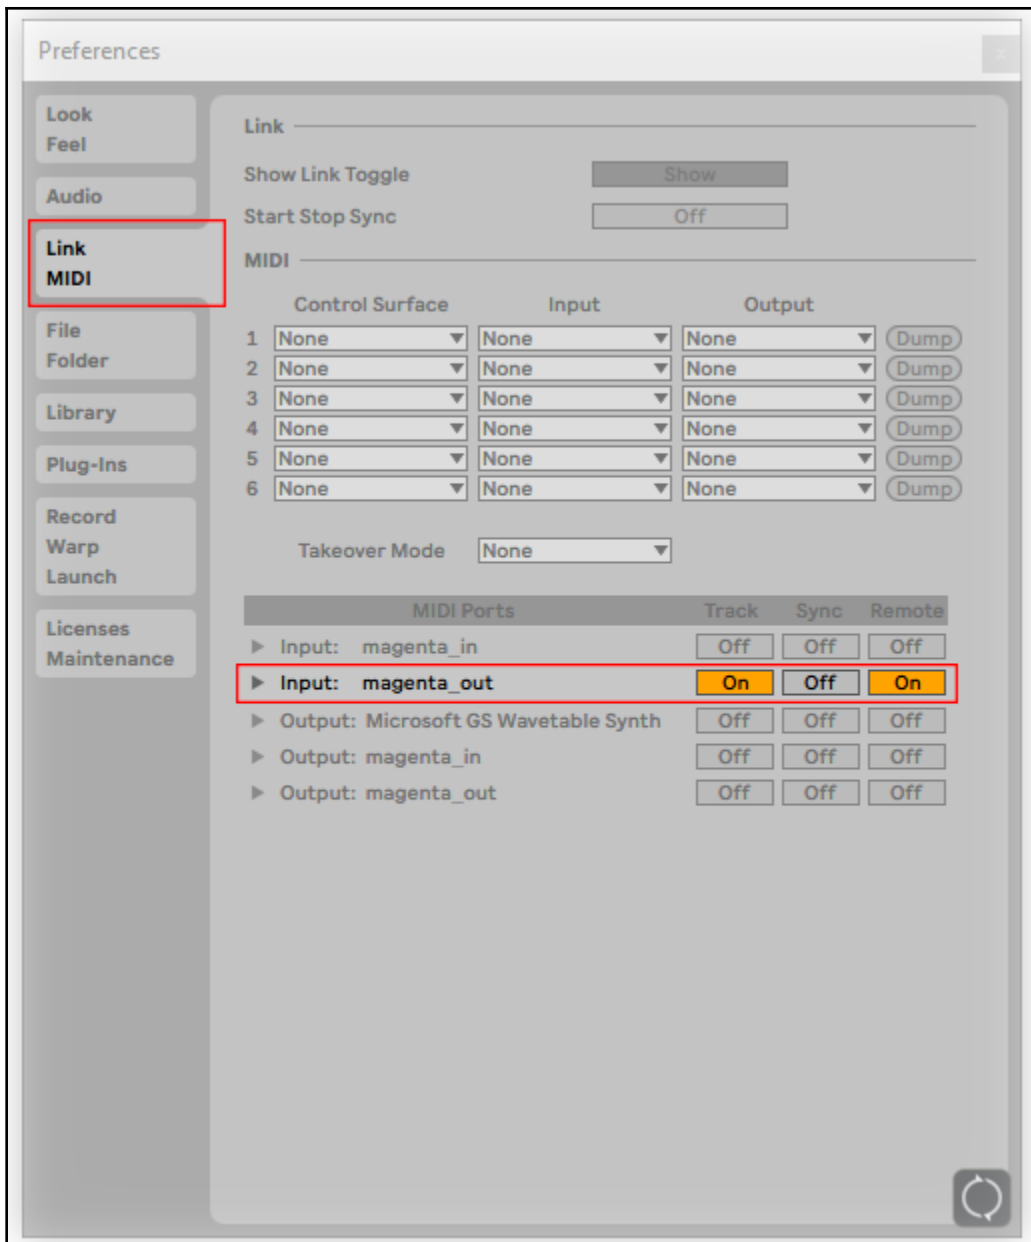 Preferences
x
Look
Feel
Audio
Link
MIDI
File
Folder
Library
Plug-Ins
Record
Warp
Launch
Licenses
Maintenance
Link
Show Link Toggle Show
Start Stop Sync Off
MIDI
Control Surface Input Output
1 None None None Dump
2 None None None Dump
3 None None None Dump
4 None None None Dump
5 None None None Dump
6 None None None Dump
Takeover Mode None
MIDI Ports Track Sync Remote
Input: magenta_in Off Off Off
Input: magenta_out On Off On
Output: Microsoft GS Wavetable Synth Off Off Off
Output: magenta_in Off Off Off
Output: magenta_out Off Off Off